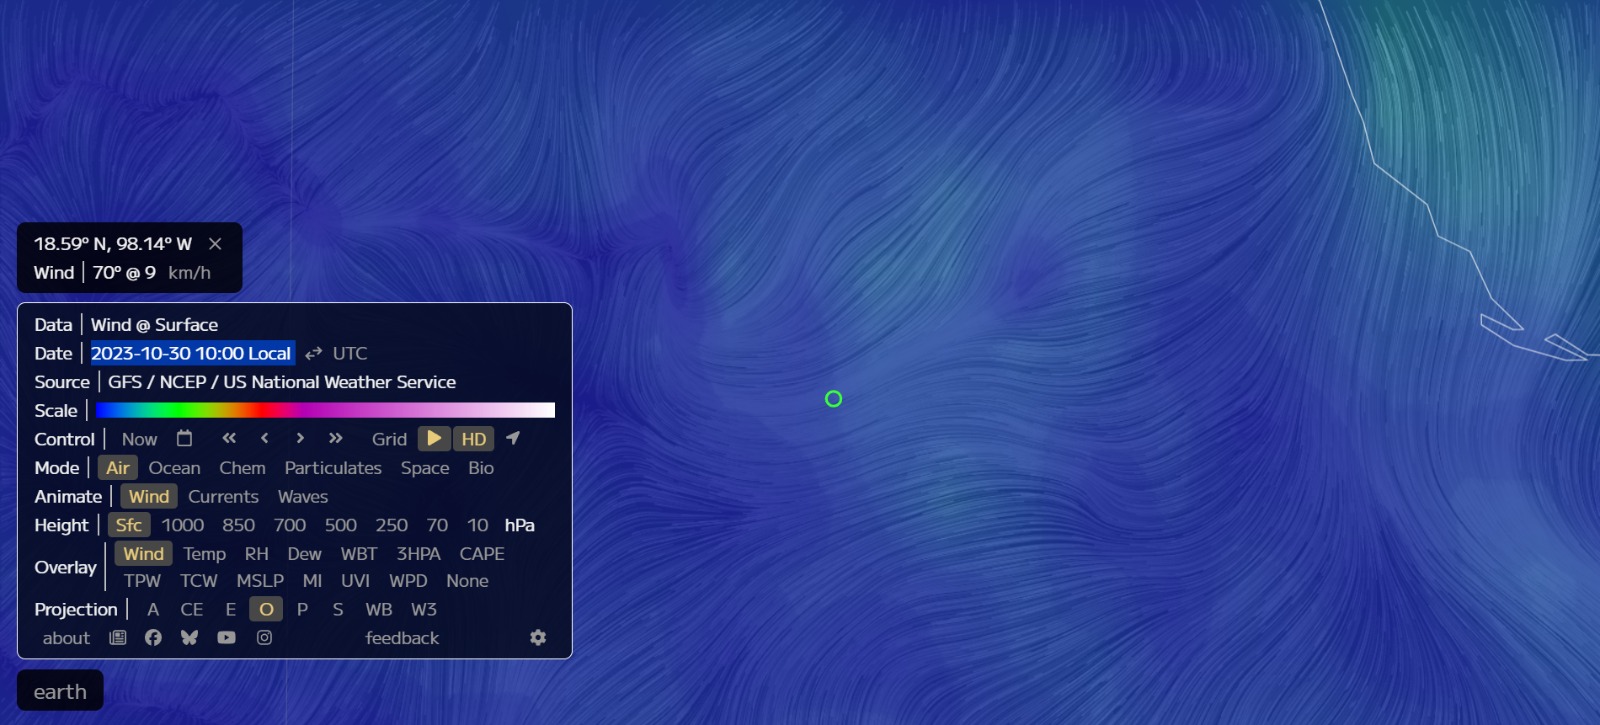 18.59° N, 98.14° W ×
Wind | 70° @ 9 km/h
Data | Wind @ Surface
Date | 2023-10-30 10:00 Local ⇄ UTC
Source | GFS / NCEP / US National Weather Service
Scale |
Control | Now « ‹ › » Grid HD
Mode | Air Ocean Chem Particulates Space Bio
Animate | Wind Currents Waves
Height | Sfc 1000 850 700 500 250 70 10 hPa
Overlay | Wind Temp RH Dew WBT 3HPA CAPE
TPW TCW MSLP MI UVI WPD None
Projection | A CE E O P S WB W3
about feedback
earth